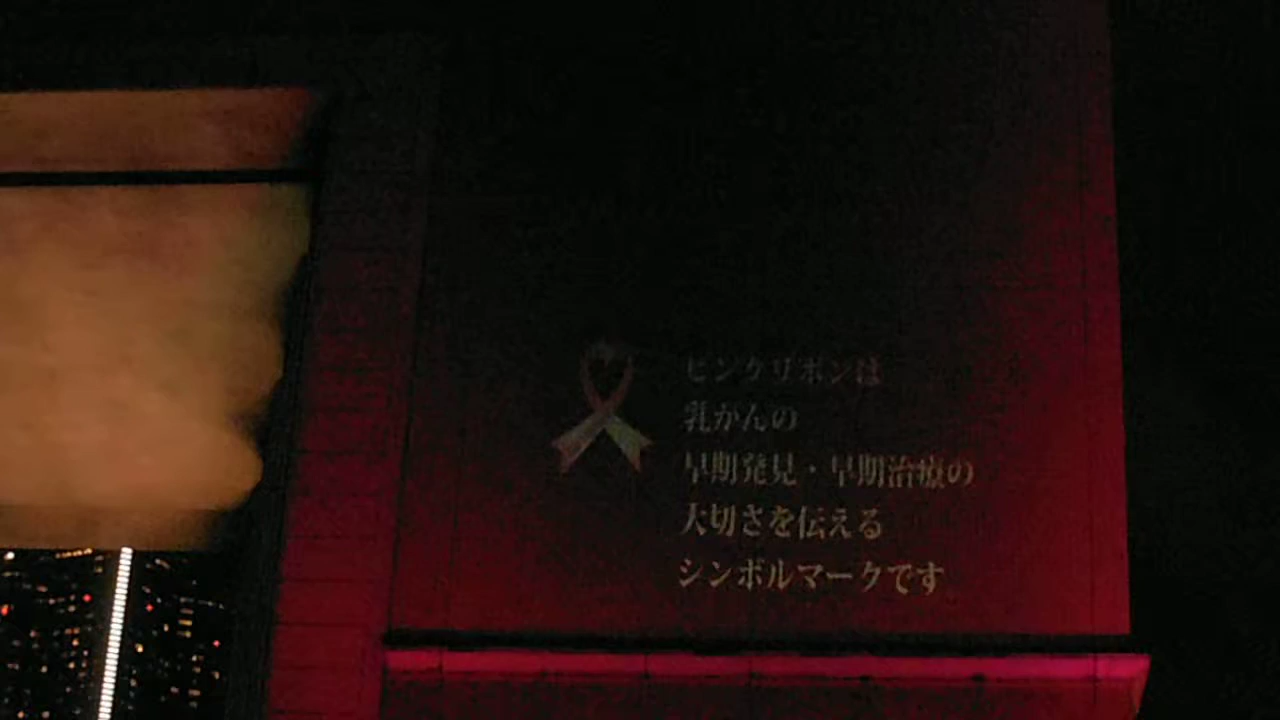 ピンクリボンは
乳がんの
早期発見・早期治療の
大切さを伝える
シンボルマークです